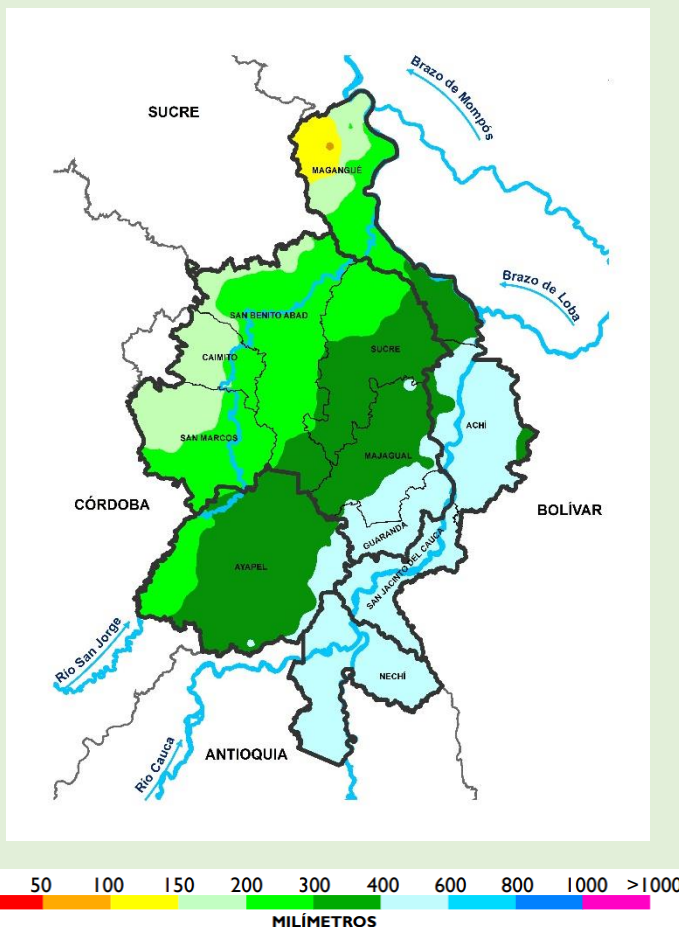 Brazo de Mompós
SUCRE
MAGANGUÉ
Brazo de Loba
SAN BENITO ABAD
SUCRE
CAIMITO
ACHÍ
SAN MARCOS
MAJAGUAL
CÓRDOBA
BOLÍVAR
GUARANDA
SAN JACINTO DEL CAUCA
AYAPEL
Río San Jorge
NECHÍ
ANTIOQUIA
Río Cauca
50 100 150 200 300 400 600 800 1000 >1000
MILÍMETROS